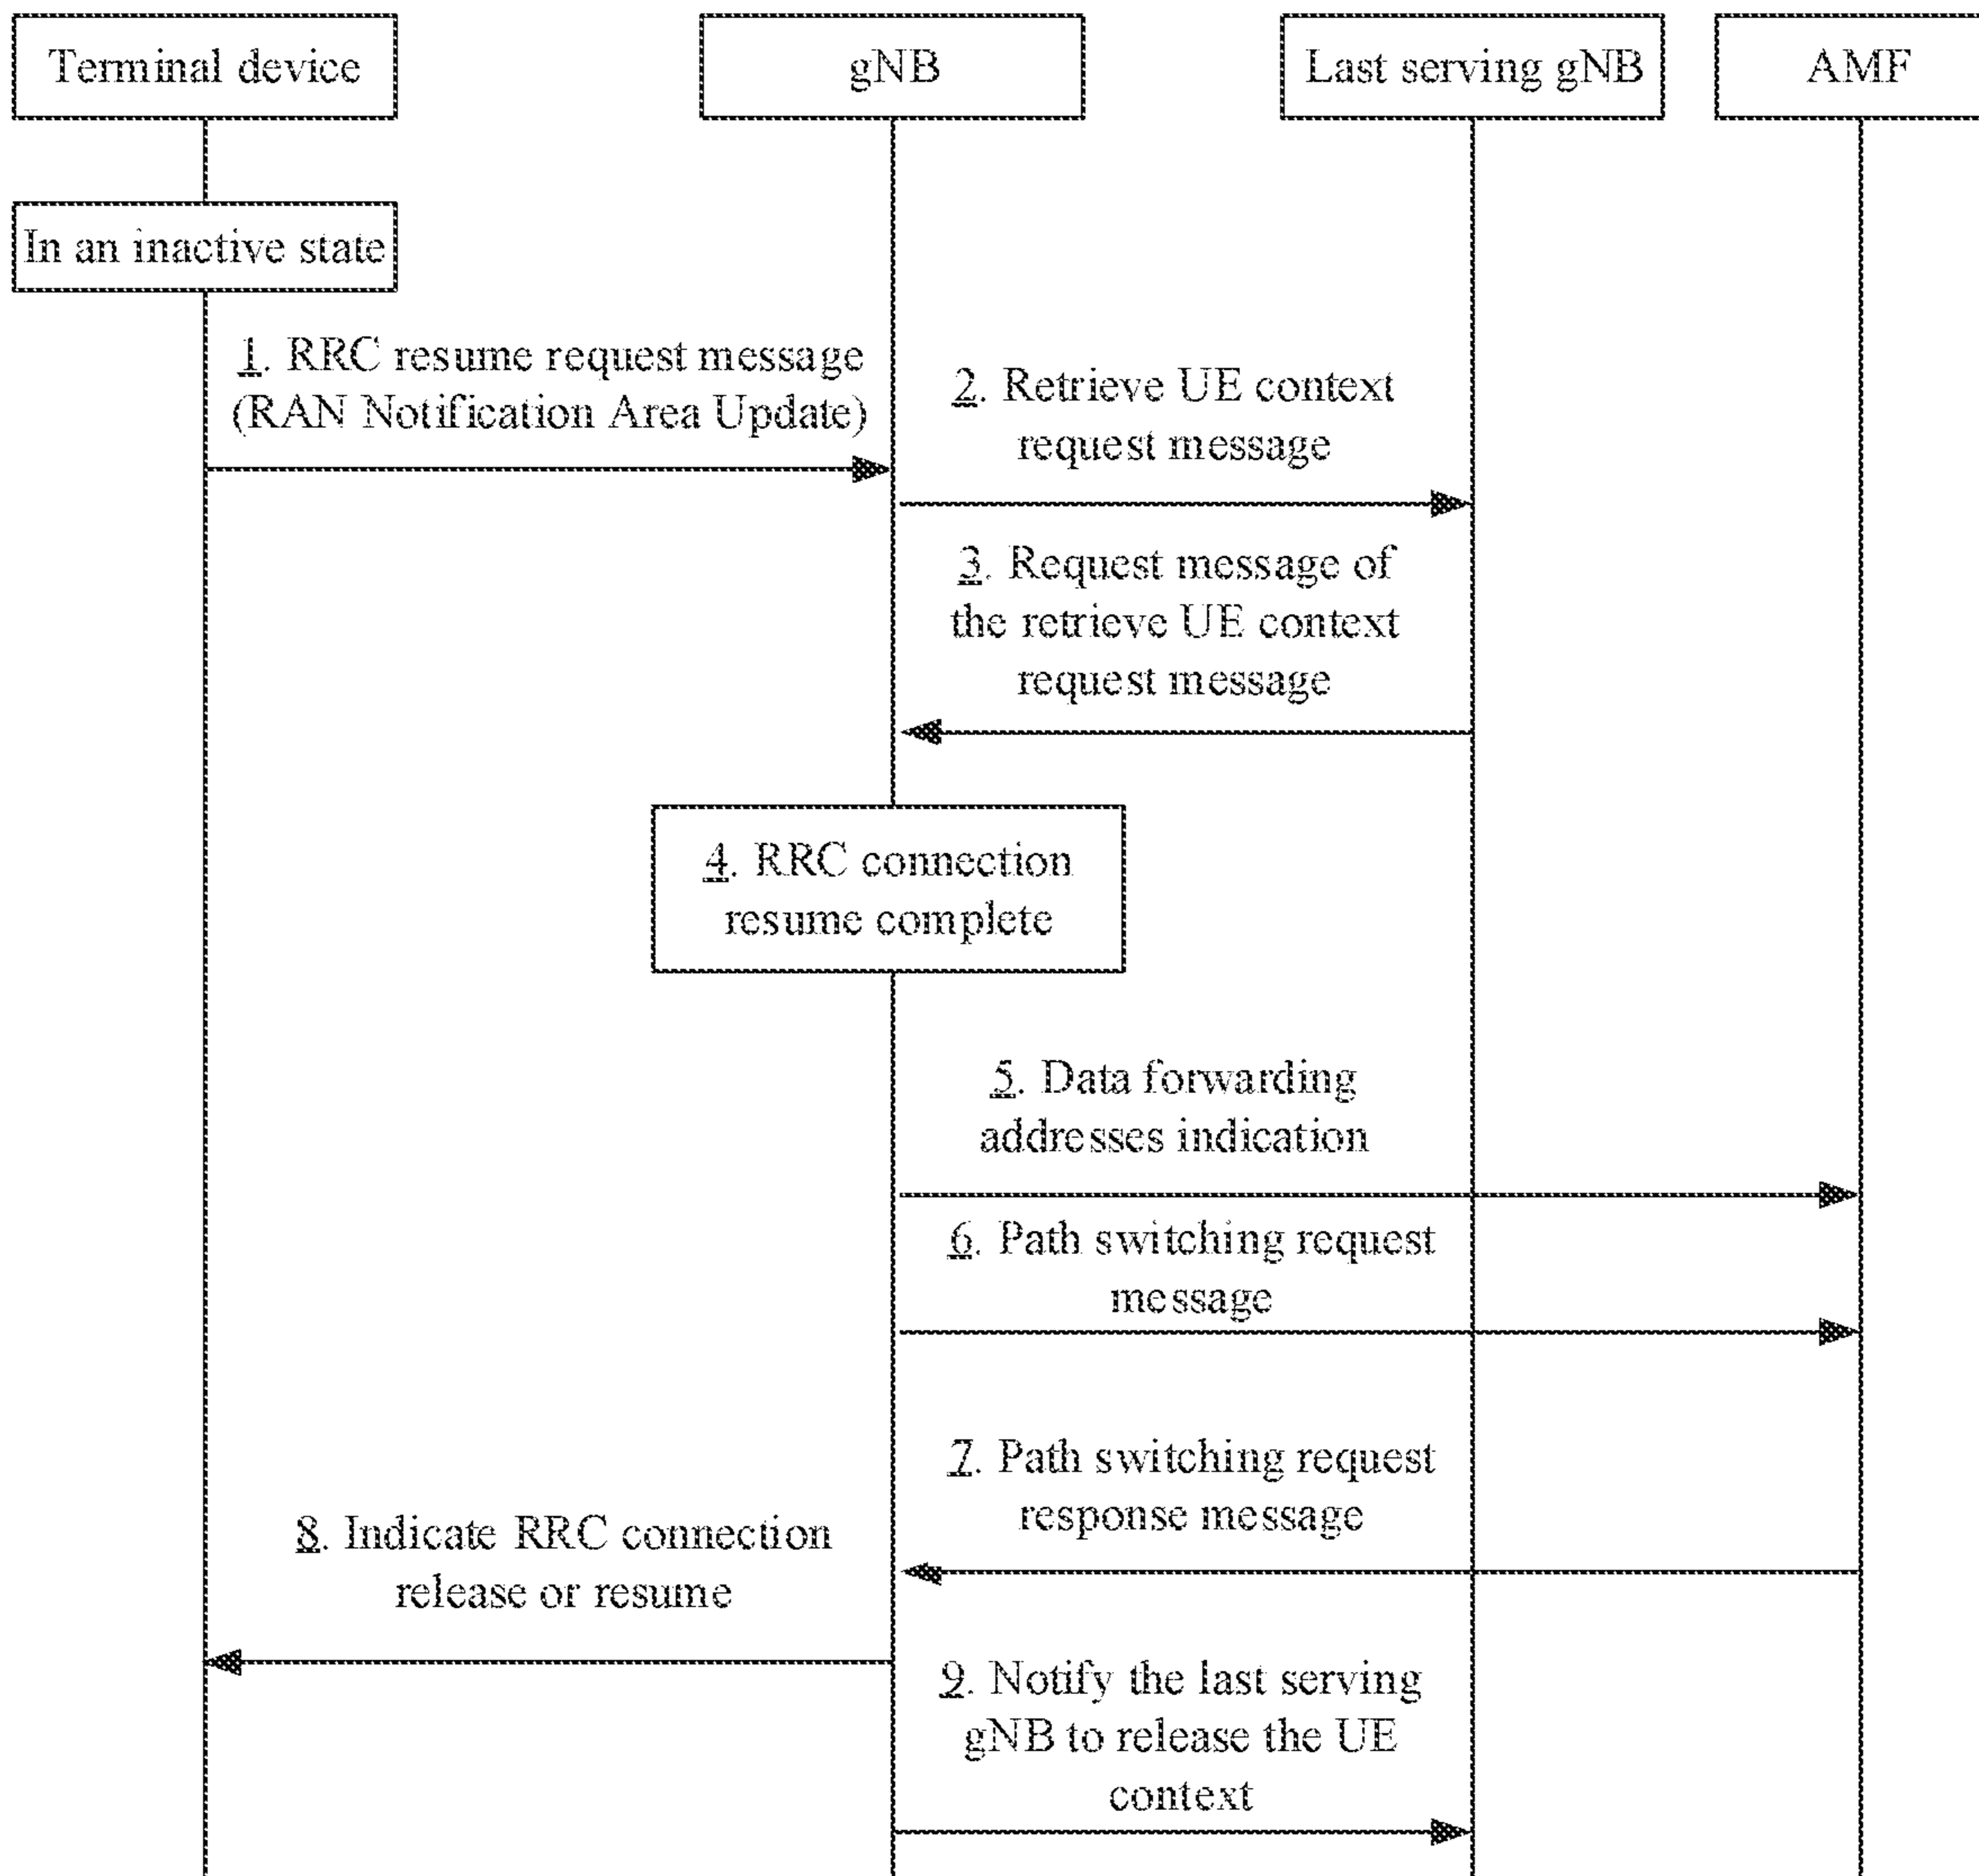 Terminal device
gNB
Last serving gNB
AMF
In an inactive state
1. RRC resume request message
(RAN Notification Area Update)
2. Retrieve UE context
request message
3. Request message of
the retrieve UE context
request message
4. RRC connection
resume complete
5. Data forwarding
addresses indication
6. Path switching request
message
7. Path switching request
response message
8. Indicate RRC connection
release or resume
9. Notify the last serving
gNB to release the UE
context